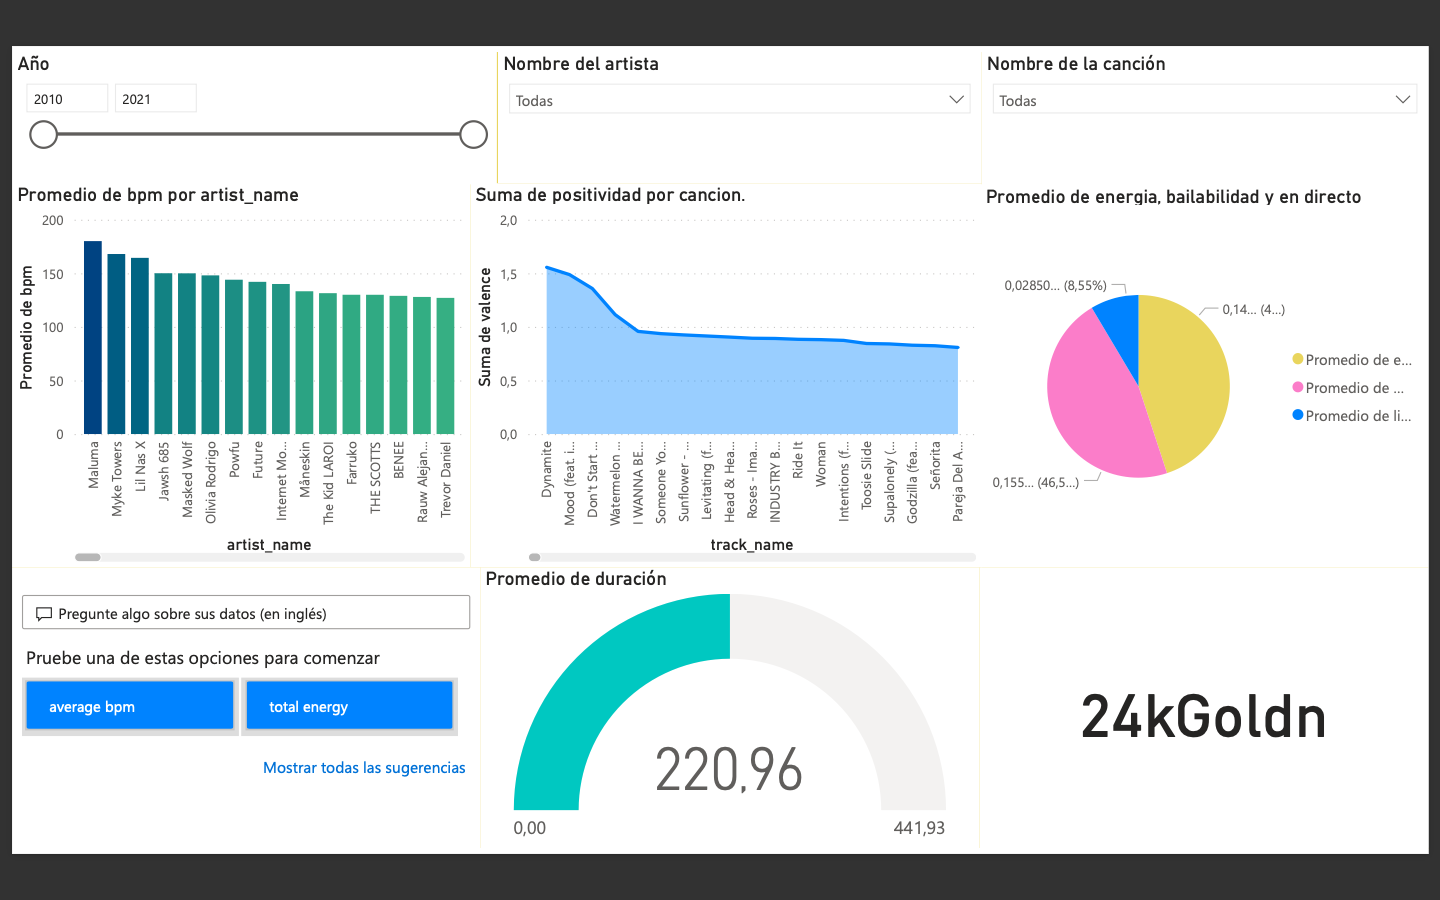 Año
2010
2021
Nombre del artista
Todas
Nombre de la canción
Todas
Promedio de bpm por artist_name
Promedio de bpm
200
150
100
50
0
Maluma
Myke Towers
Lil Nas X
Jawsh 685
Masked Wolf
Olivia Rodrigo
Powfu
Future
Internet Mo...
Måneskin
The Kid LAROI
Farruko
THE SCOTTS
BENEE
Rauw Alejan...
Trevor Daniel
artist_name
Suma de positividad por cancion.
Suma de valence
2,0
1,5
1,0
0,5
0,0
Dynamite
Mood (feat. i...
Don't Start ...
Watermelon ...
I WANNA BE...
Someone Yo...
Sunflower - ...
Levitating (f...
Head & Hea...
Roses - Ima...
INDUSTRY B...
Ride It
Woman
Intentions (f...
Toosie Slide
Supalonely (...
Godzilla (fea...
Señorita
Pareja Del A...
track_name
Promedio de energia, bailabilidad y en directo
0,02850... (8,55%)
0,14... (4...)
0,155... (46,5...)
Promedio de e...
Promedio de ...
Promedio de li...
Pregunte algo sobre sus datos (en inglés)
Pruebe una de estas opciones para comenzar
average bpm
total energy
Mostrar todas las sugerencias
Promedio de duración
220,96
0,00
441,93
24kGoldn